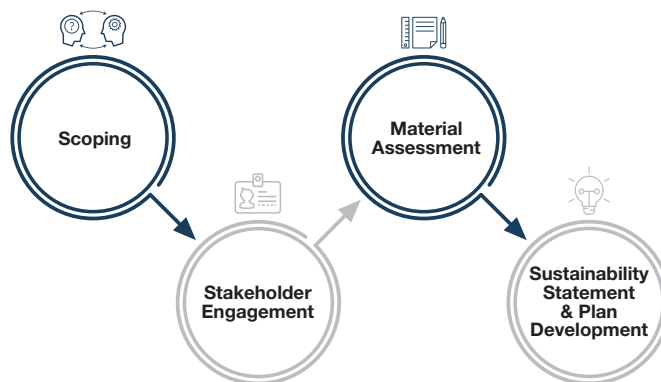 Scoping
Stakeholder
Engagement
Material
Assessment
Sustainability
Statement
& Plan
Development